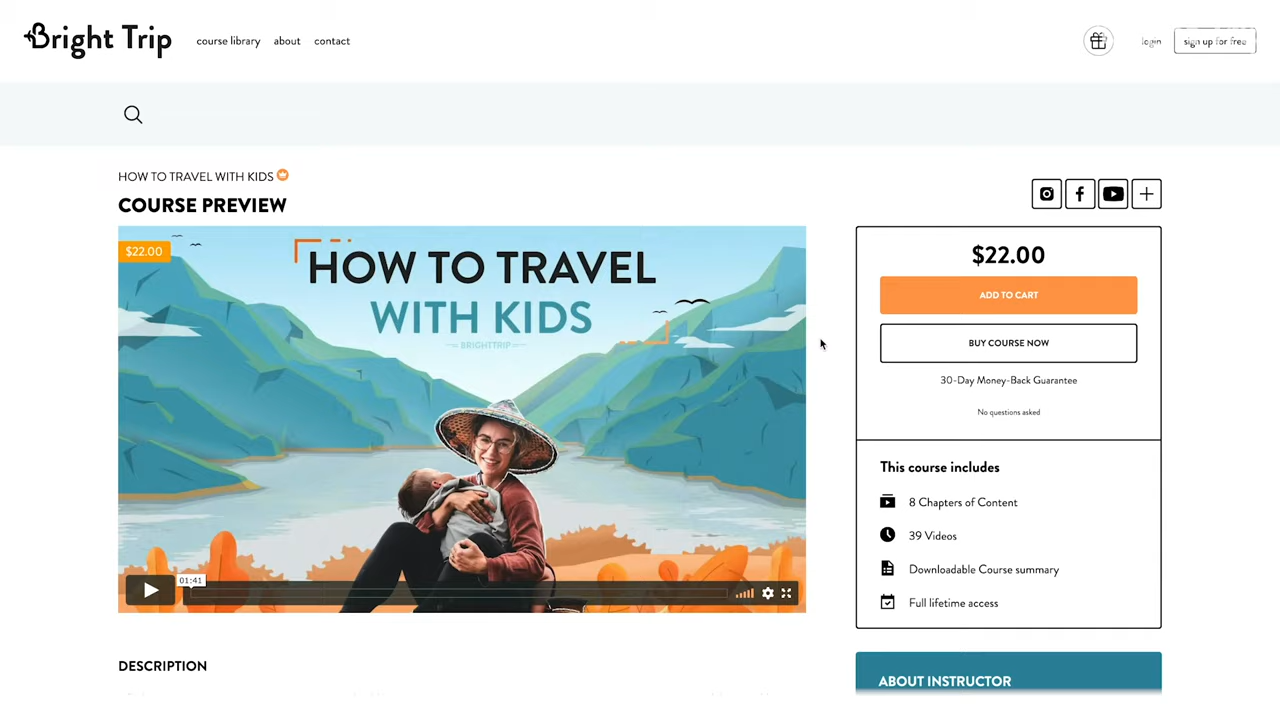 Bright Trip
course library about contact
login sign up for free
HOW TO TRAVEL WITH KIDS
COURSE PREVIEW
$22.00
HOW TO TRAVEL
WITH KIDS
BRIGHTTRIP
01:41
$22.00
ADD TO CART
BUY COURSE NOW
30-Day Money-Back Guarantee
No questions asked
This course includes
8 Chapters of Content
39 Videos
Downloadable Course summary
Full lifetime access
DESCRIPTION
ABOUT INSTRUCTOR